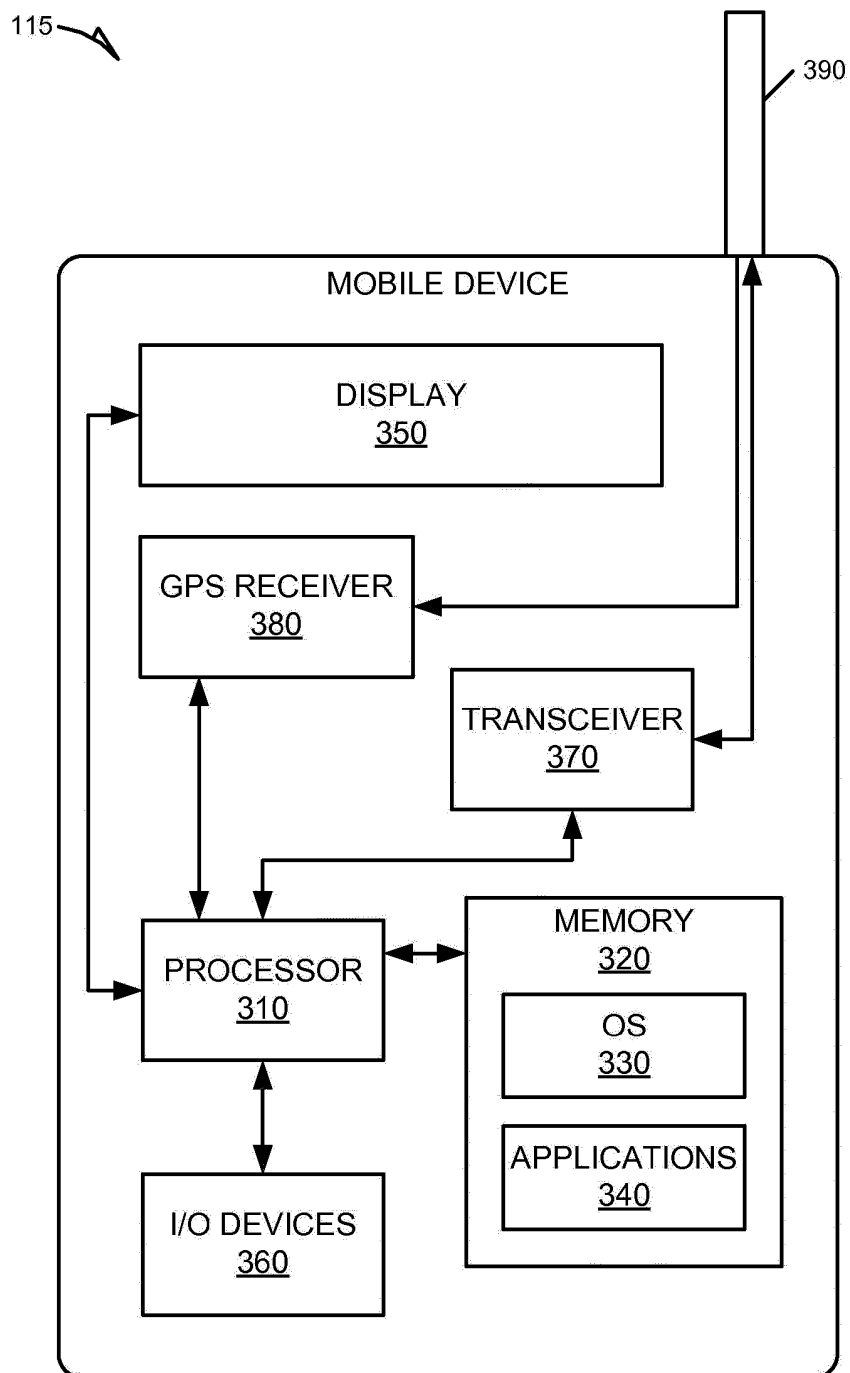 115
390
MOBILE DEVICE
DISPLAY
350
GPS RECEIVER
380
TRANSCEIVER
370
PROCESSOR
310
MEMORY
320
OS
330
APPLICATIONS
340
I/O DEVICES
360